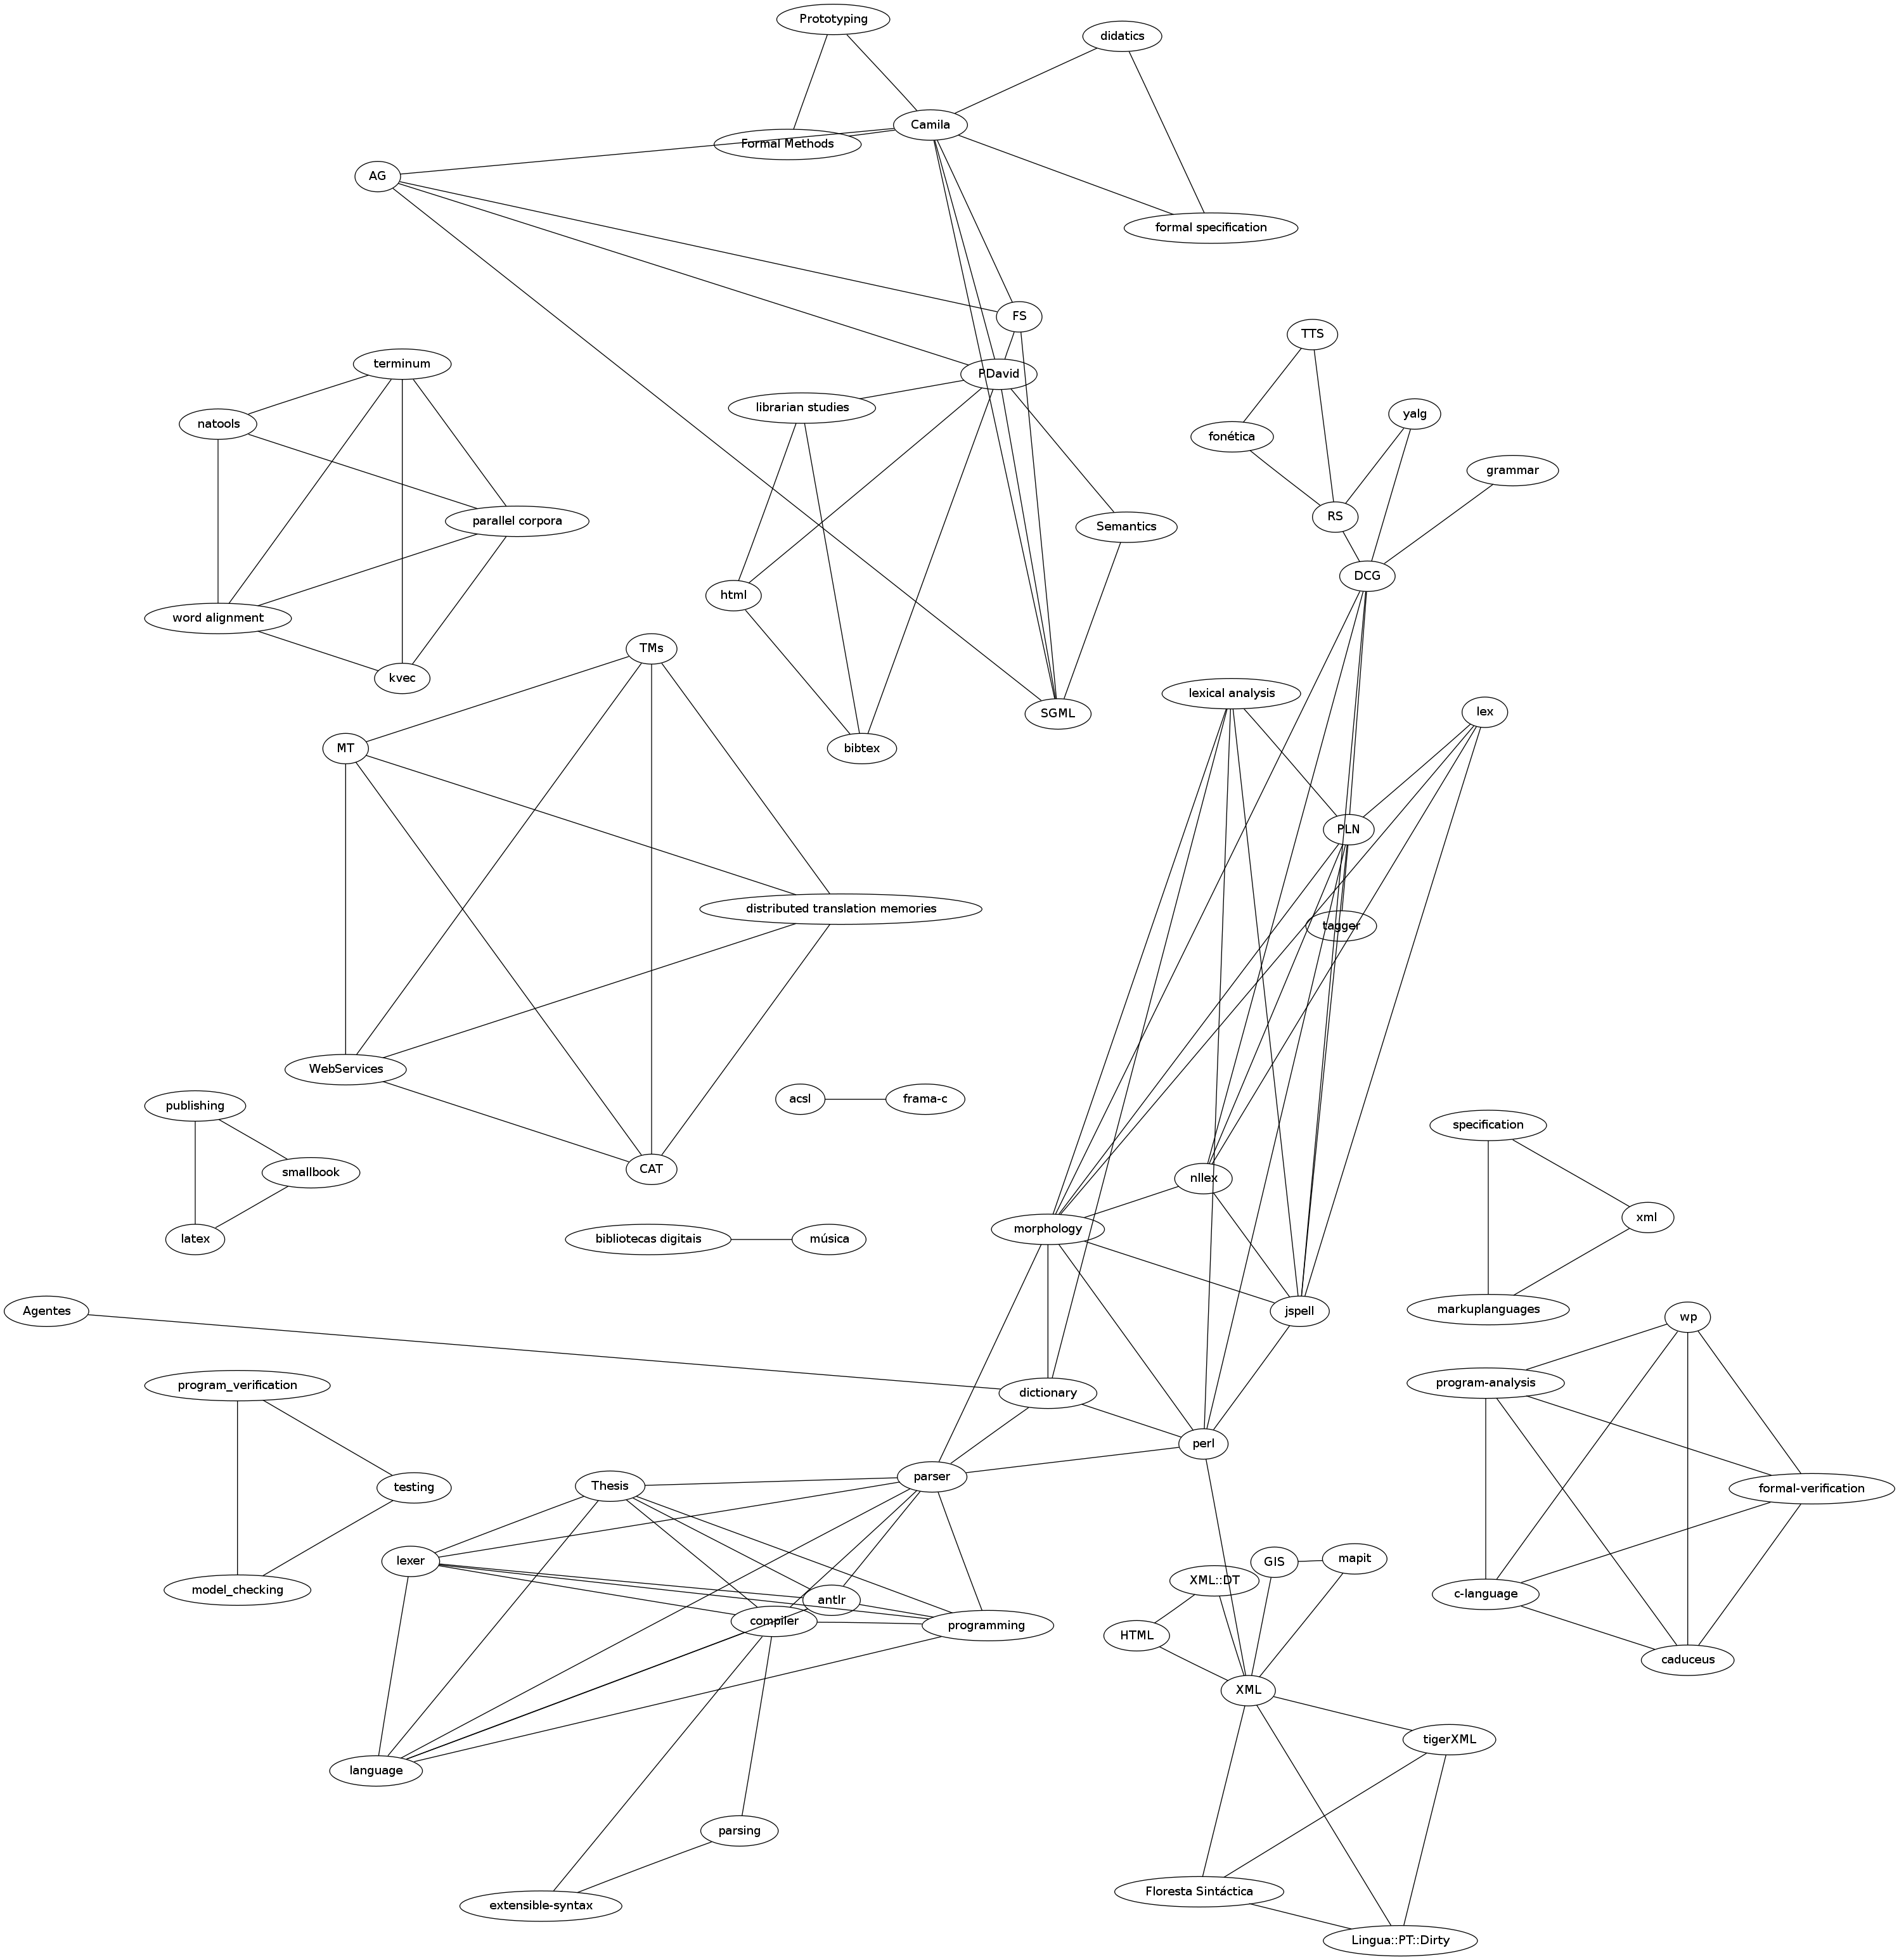 Prototyping
didatics
Camila
Formal Methods
AG
formal specification
FS
TTS
terminum
PDavid
librarian studies
yalg
natools
fonética
grammar
parallel corpora
RS
Semantics
DCG
html
word alignment
TMs
kvec
lexical analysis
lex
SGML
MT
bibtex
PLN
distributed translation memories
tagger
WebServices
acsl
frama-c
publishing
specification
smallbook
CAT
nllex
xml
morphology
latex
bibliotecas digitais
música
Agentes
jspell
markuplanguages
wp
program_verification
program-analysis
dictionary
perl
parser
Thesis
testing
formal-verification
lexer
GIS
mapit
XML::DT
model_checking
c-language
antlr
compiler
programming
HTML
caduceus
XML
tigerXML
language
parsing
Floresta Sintáctica
extensible-syntax
Lingua::PT::Dirty